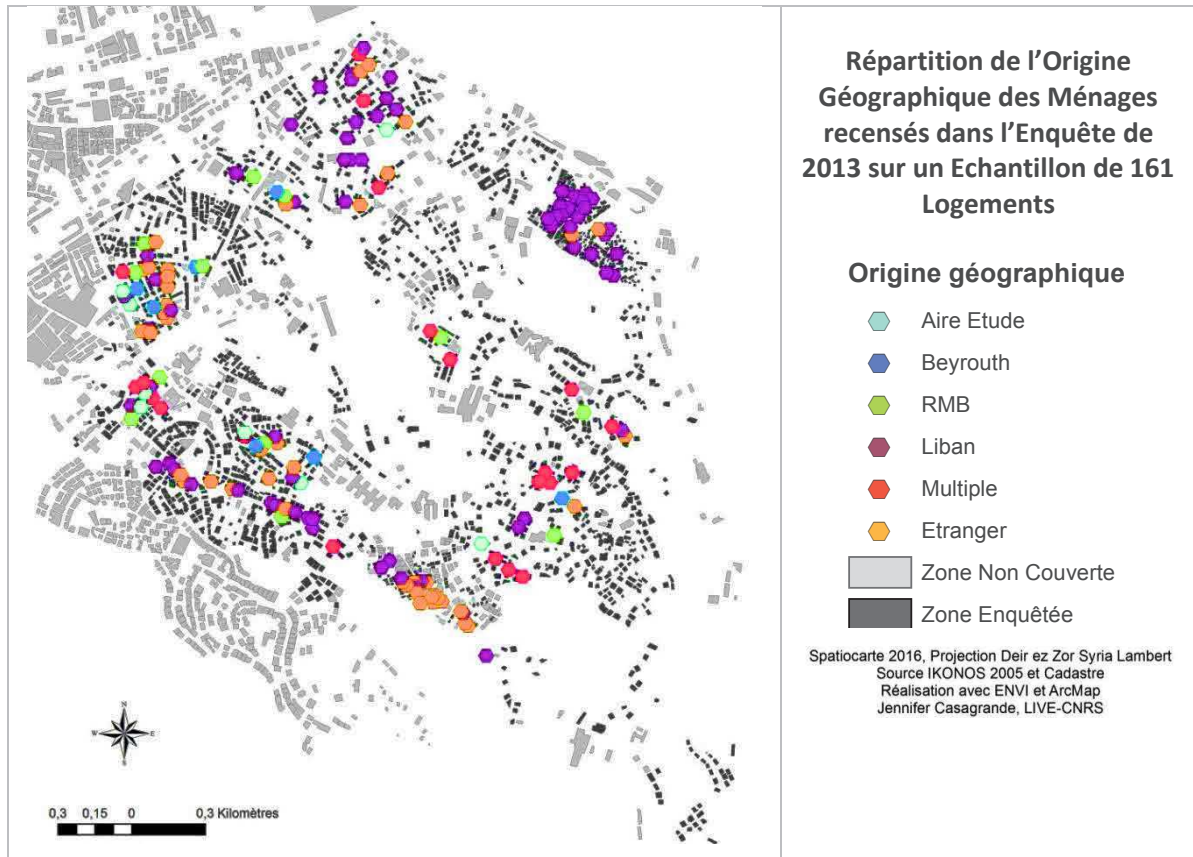 Répartition de l’Origine
Géographique des Ménages
recensés dans l’Enquête de
2013 sur un Echantillon de 161
Logements
Origine géographique
Aire Etude
Beyrouth
RMB
Liban
Multiple
Etranger
Zone Non Couverte
Zone Enquêtée
Spatiocarte 2016, Projection Deir ez Zor Syria Lambert
Source IKONOS 2005 et Cadastre
Réalisation avec ENVI et ArcMap
Jennifer Casagrande, LIVE-CNRS
N
W E
S
0,3 0,15 0 0,3 Kilomètres